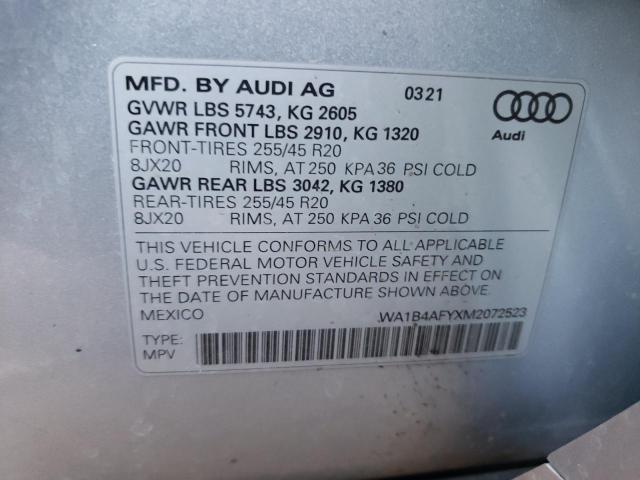 MFD. BY AUDI AG 03 21
GVWR LBS 5743, KG 2605
GAWR FRONT LBS 2910, KG 1320
FRONT-TIRES 255/45 R20
8JX20 RIMS, AT 250 KPA 36 PSI COLD
GAWR REAR LBS 3042, KG 1380
REAR-TIRES 255/45 R20
8JX20 RIMS, AT 250 KPA 36 PSI COLD
Audi
THIS VEHICLE CONFORMS TO ALL APPLICABLE
U.S. FEDERAL MOTOR VEHICLE SAFETY AND
THEFT PREVENTION STANDARDS IN EFFECT ON
THE DATE OF MANUFACTURE SHOWN ABOVE.
MEXICO WA1B4AFYXM2072523
TYPE:
MPV